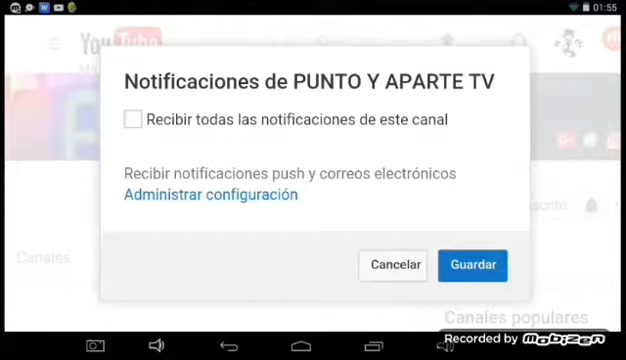 01:55
YouTube
Notificaciones de PUNTO Y APARTE TV
Recibir todas las notificaciones de este canal
Recibir notificaciones push y correos electrónicos
Administrar configuración
Canales
Cancelar
Guardar
Canales populares
Recorded by Mobizen